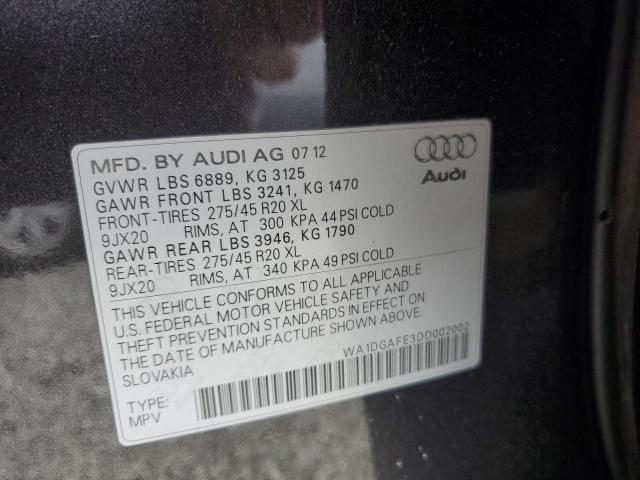 MFD. BY AUDI AG 07 12
GVWR LBS 6889, KG 3125
GAWR FRONT LBS 3241, KG 1470
FRONT-TIRES 275/45 R20 XL
9JX20 RIMS, AT 300 KPA 44 PSI COLD
GAWR REAR LBS 3946, KG 1790
REAR-TIRES 275/45 R20 XL
9JX20 RIMS, AT 340 KPA 49 PSI COLD
THIS VEHICLE CONFORMS TO ALL APPLICABLE
U.S. FEDERAL MOTOR VEHICLE SAFETY AND
THEFT PREVENTION STANDARDS IN EFFECT ON
THE DATE OF MANUFACTURE SHOWN ABOVE.
SLOVAKIA
WA1DGAFE3DD002002
TYPE:
MPV
Audi